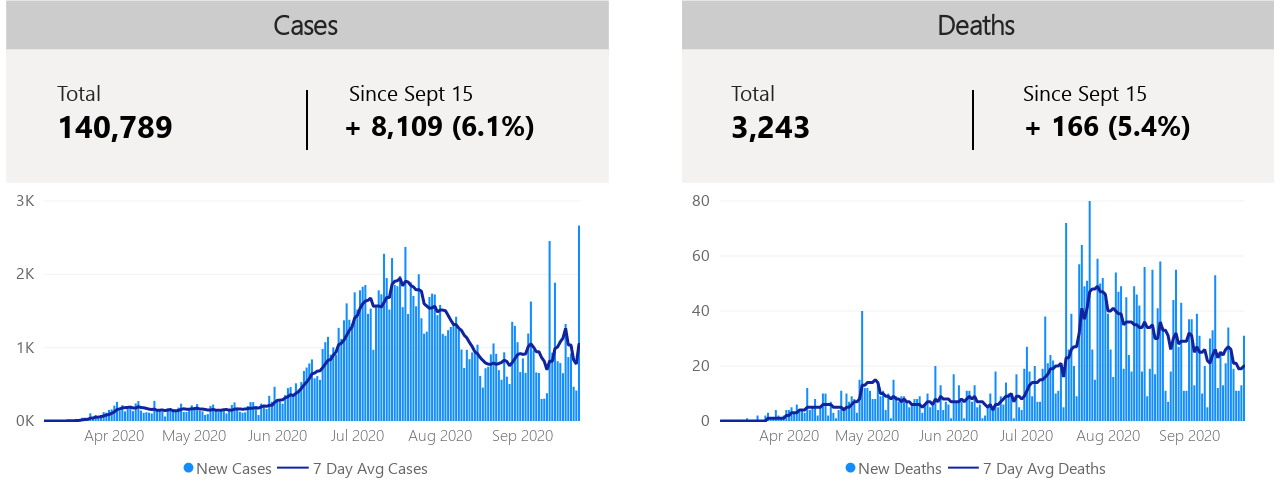 Cases
Total
140,789
Since Sept 15
+ 8,109 (6.1%)
3K
2K
1K
0K
Apr 2020 May 2020 Jun 2020 Jul 2020 Aug 2020 Sep 2020
New Cases 7 Day Avg Cases
Deaths
Total
3,243
Since Sept 15
+ 166 (5.4%)
80
60
40
20
0
Apr 2020 May 2020 Jun 2020 Jul 2020 Aug 2020 Sep 2020
New Deaths 7 Day Avg Deaths